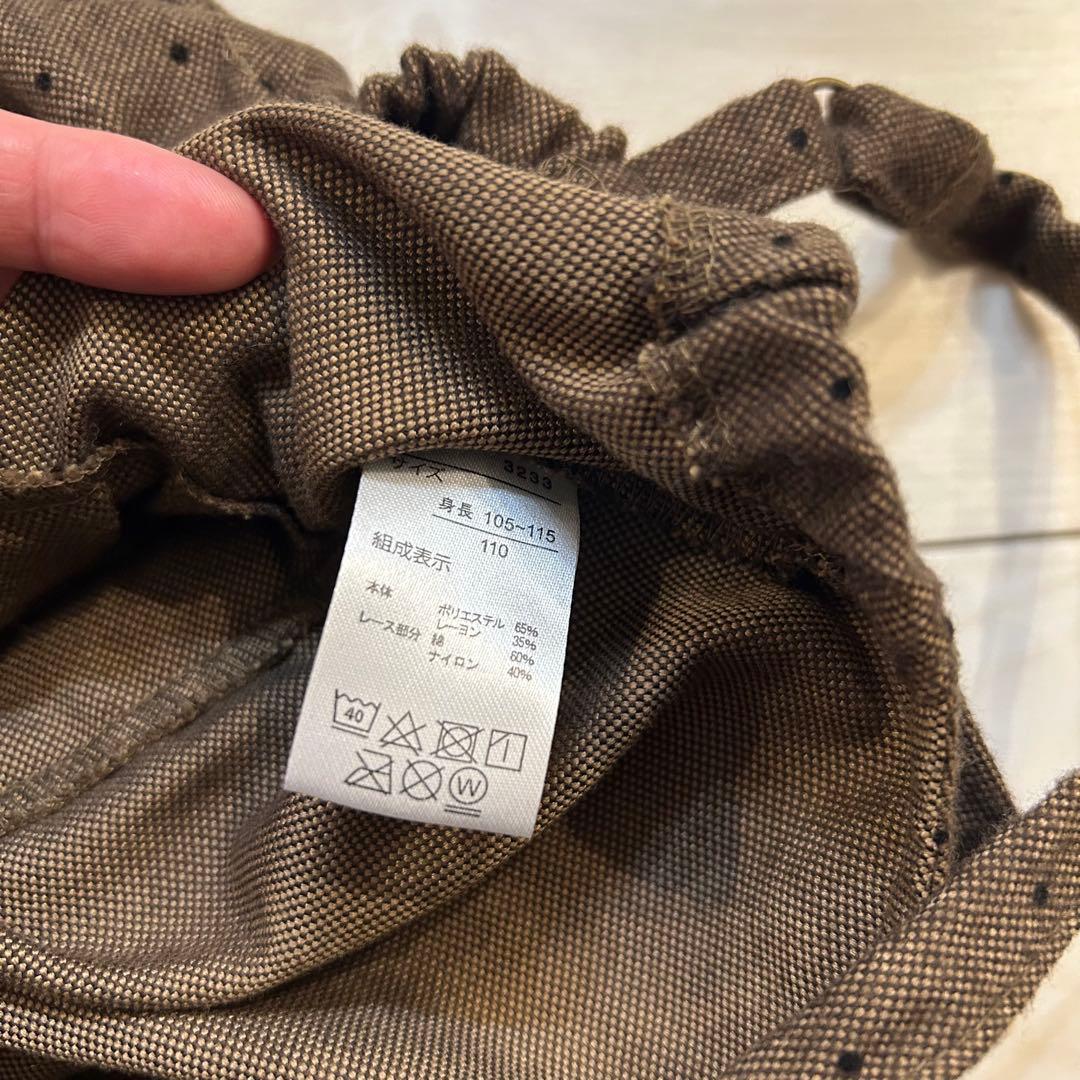 サイズ 3233
身長 105~115
110
組成表示
本体 ポリエステル 65%
レーヨン 35%
レース部分 綿 60%
ナイロン 40%
40
W